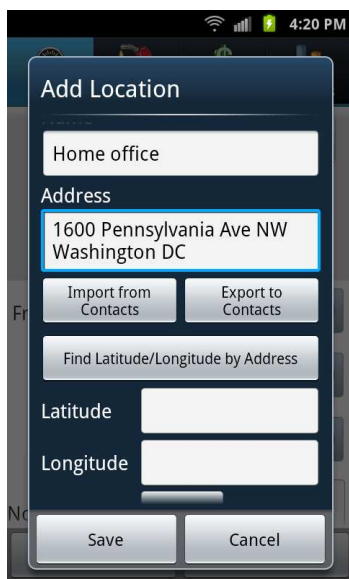 4:20 PM
Add Location
Home office
Address
1600 Pennsylvania Ave NW
Washington DC
Import from
Contacts
Export to
Contacts
Find Latitude/Longitude by Address
Latitude
Longitude
Save
Cancel